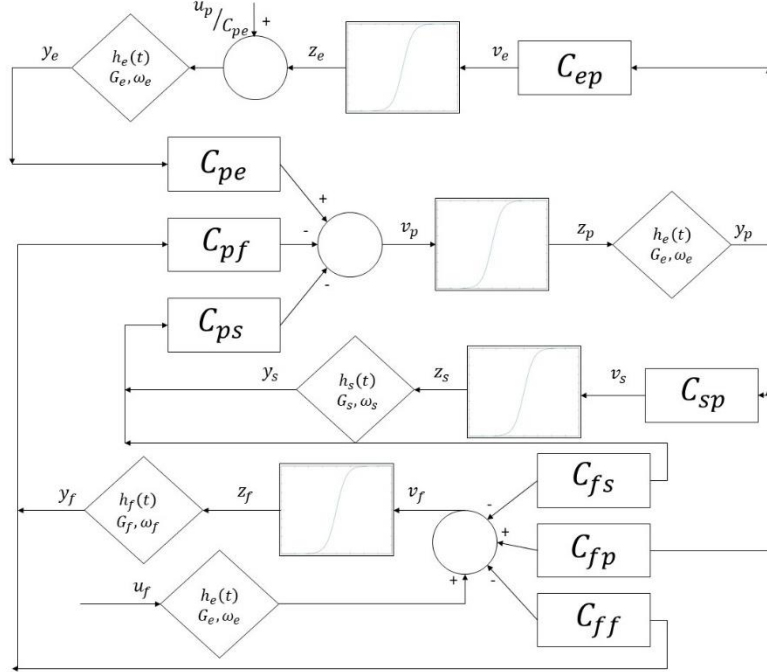 u_p/C_pe
+
y_e
h_e(t)
G_e, ω_e
z_e
v_e
C_ep
C_pe
+
C_pf
-
v_p
z_p
h_e(t)
G_e, ω_e
y_p
-
C_ps
y_s
h_s(t)
G_s, ω_s
z_s
v_s
C_sp
y_f
h_f(t)
G_f, ω_f
z_f
v_f
-
C_fs
+
C_fp
u_f
h_e(t)
G_e, ω_e
+
-
C_ff